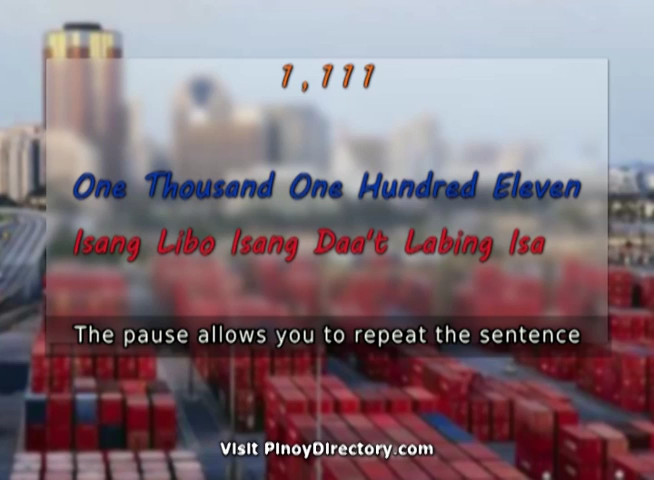 1,111
One Thousand One Hundred Eleven
Isang Libo Isang Daa't Labing Isa
The pause allows you to repeat the sentence
Visit PinoyDirectory.com